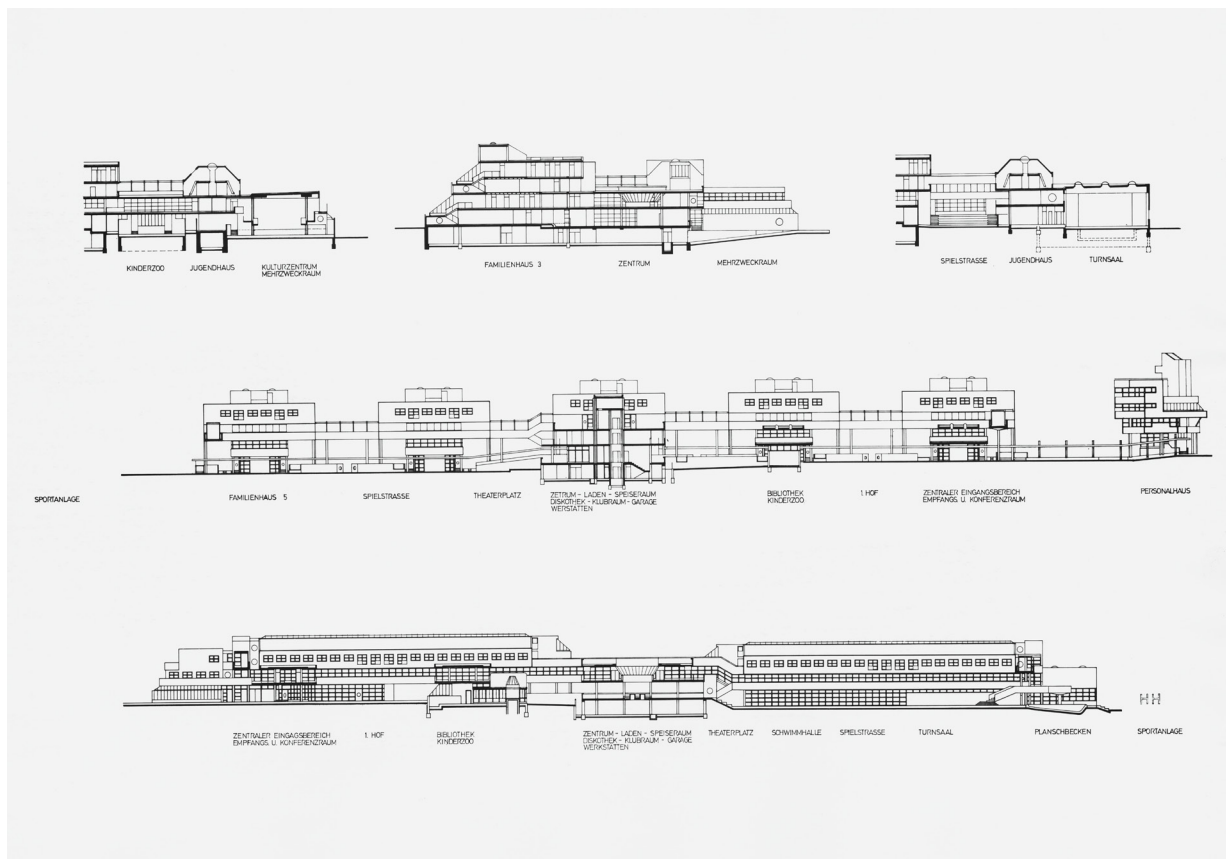 KINDERZOO
JUGENDHAUS
KULTURZENTRUM
MEHRZWECKRAUM
FAMILIENHAUS 3
ZENTRUM
MEHRZWECKRAUM
SPIELSTRASSE
JUGENDHAUS
TURNSAAL
SPORTANLAGE
FAMILIENHAUS 5
SPIELSTRASSE
THEATERPLATZ
ZETRUM - LADEN - SPEISERAUM
DISKOTHEK - KLUBRAUM - GARAGE
WERSTÄTTEN
BIBLIOTHEK
KINDERZOO
1. HOF
ZENTRALER EINGANGSBEREICH
EMPFANGS. U. KONFERENZRAUM
PERSONALHAUS
ZENTRALER EINGAGSBEREICH
EMPFANGS. U. KONFERENZRAUM
1. HOF
BIBLIOTHEK
KINDERZOO
ZENTRUM - LADEN - SPEISERAUM
DISKOTHEK - KLUBRAUM - GARAGE
WERKSTÄTTEN
THEATERPLATZ
SCHWIMMHALLE
SPIELSTRASSE
TURNSAAL
PLANSCHBECKEN
SPORTANLAGE